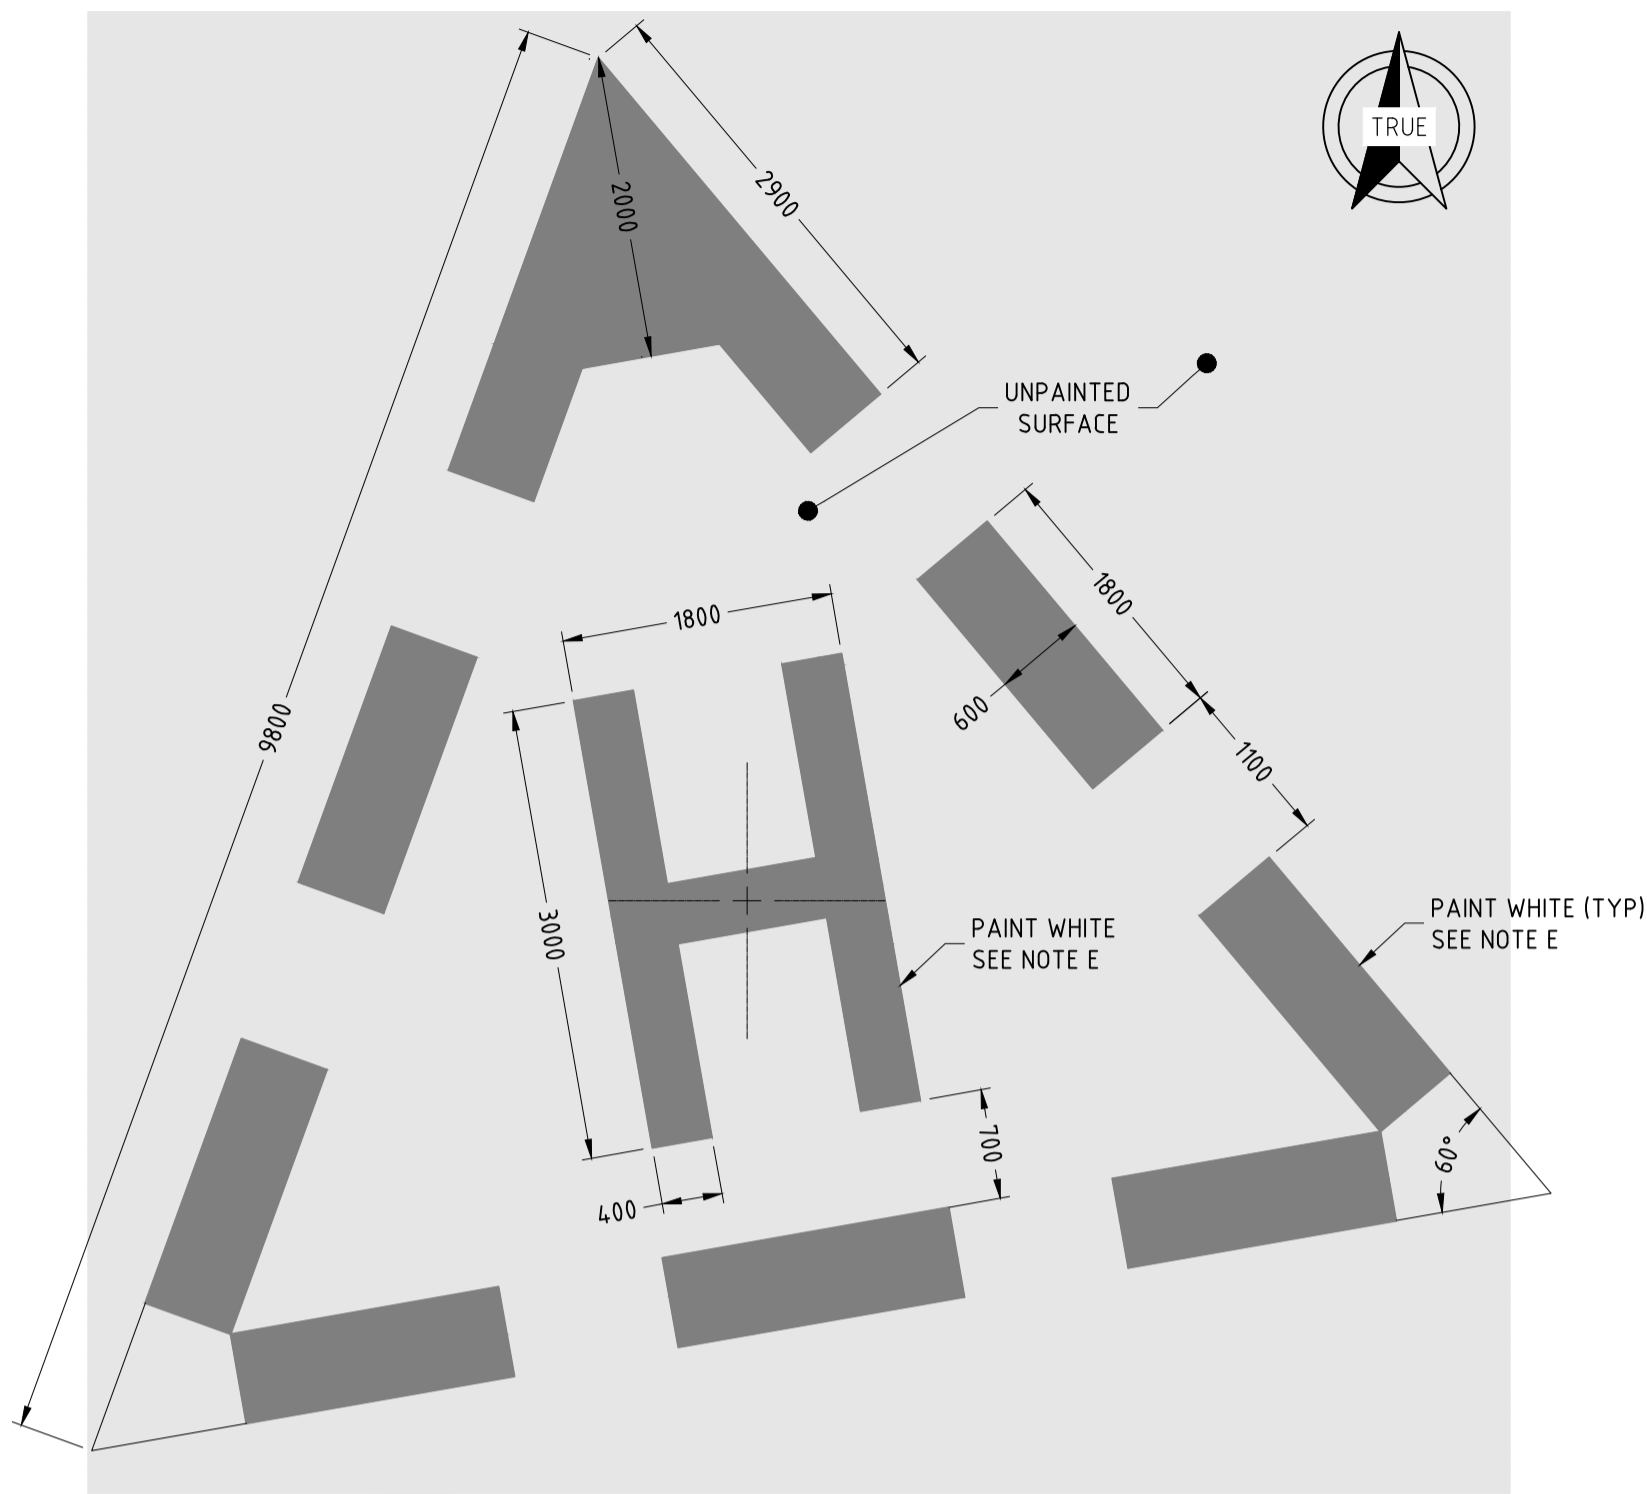 TRUE
2000
2900
UNPAINTED
SURFACE
1800
1800
600
9800
1100
3000
PAINT WHITE
SEE NOTE E
PAINT WHITE (TYP)
SEE NOTE E
700
60°
400